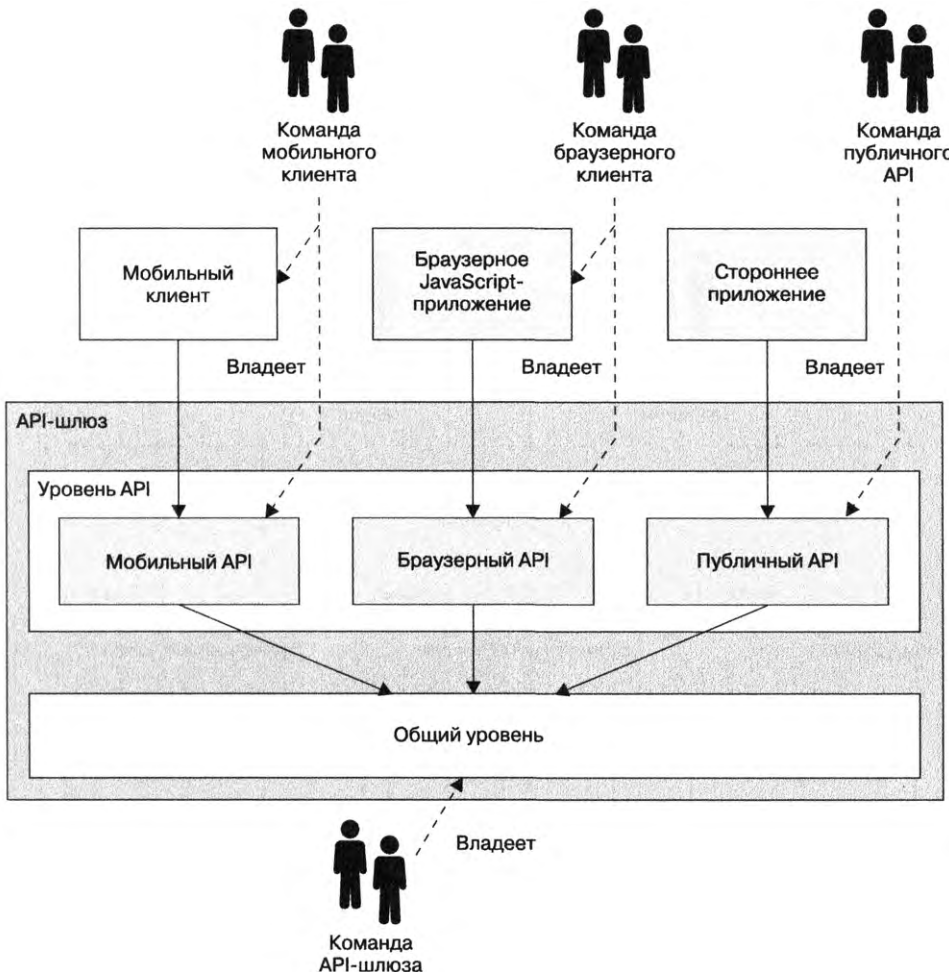 Команда
мобильного
клиента
Команда
браузерного
клиента
Команда
публичного
API
Мобильный
клиент
Браузерное
JavaScript-
приложение
Стороннее
приложение
Владеет
Владеет
Владеет
API-шлюз
Уровень API
Мобильный API
Браузерный API
Публичный API
Общий уровень
Владеет
Команда
API-шлюза